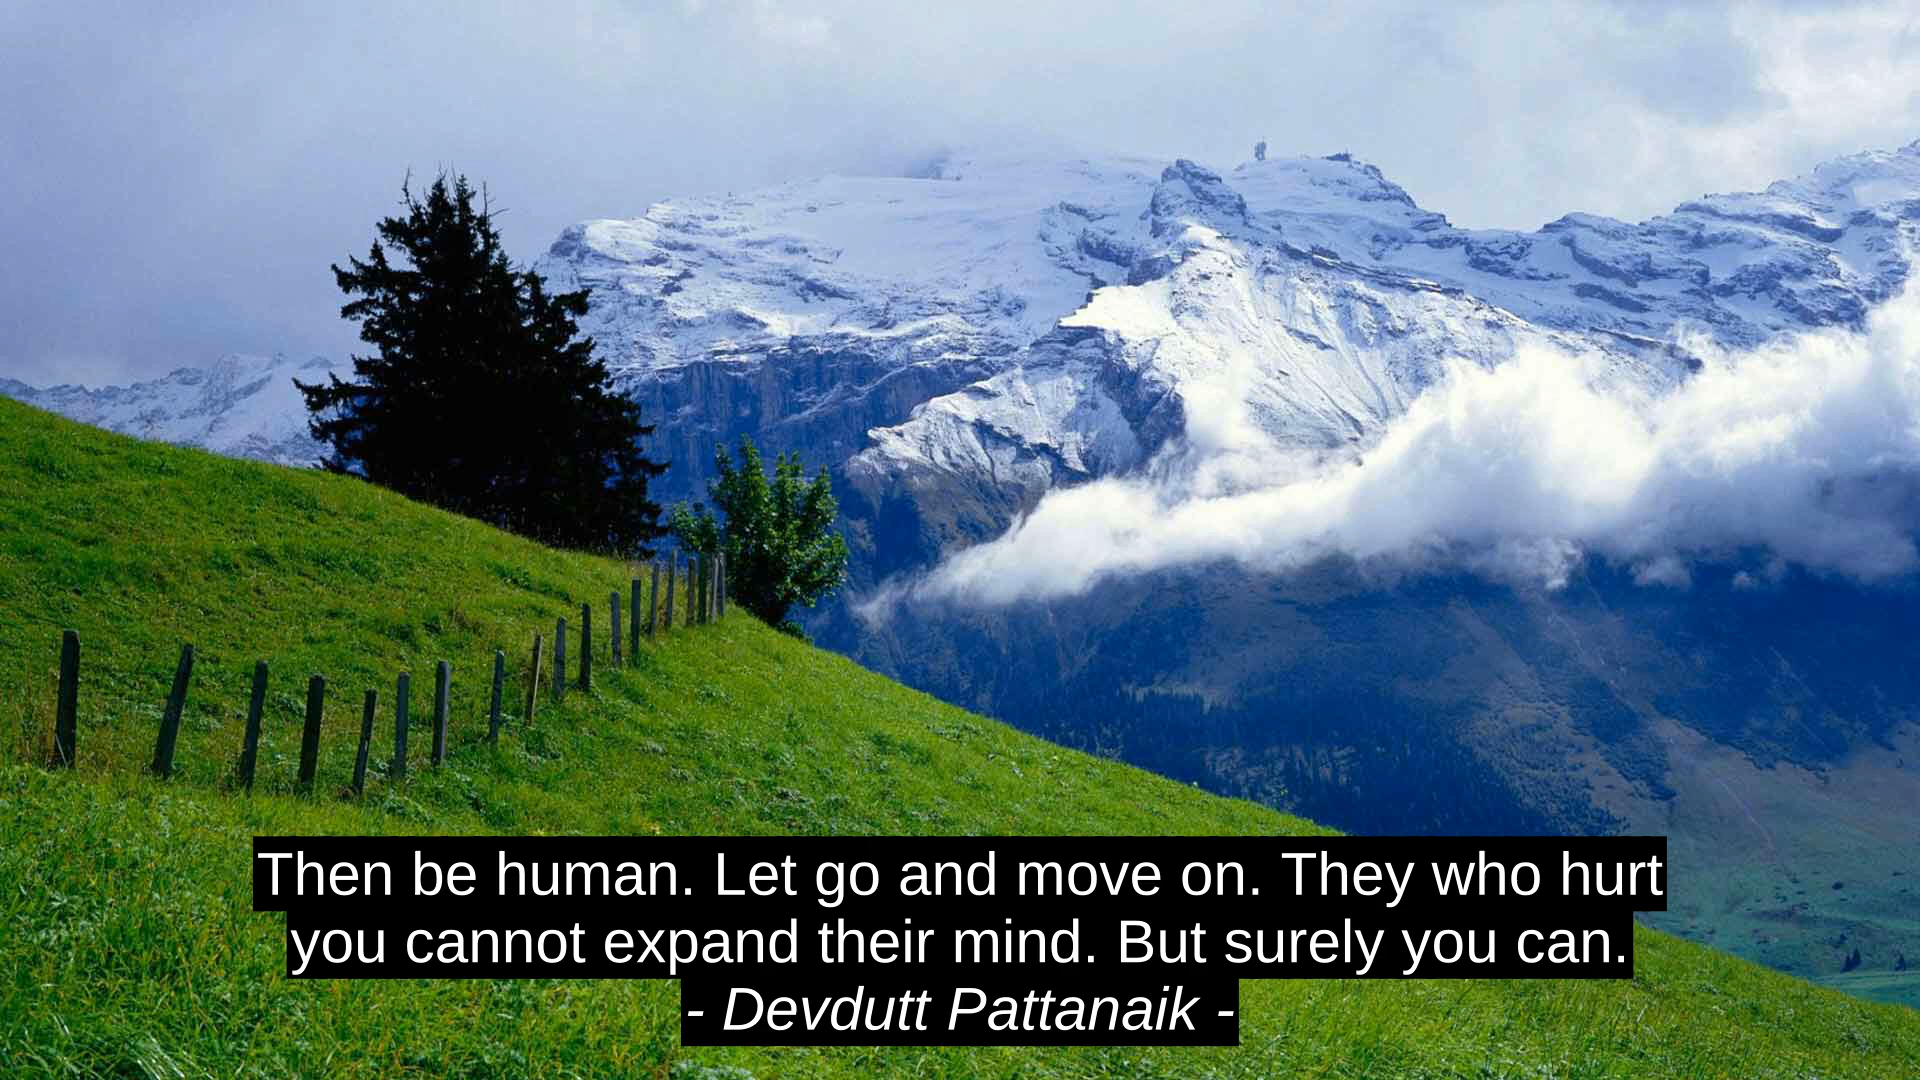 Then be human. Let go and move on. They who hurt
you cannot expand their mind. But surely you can.
- Devdutt Pattanaik -